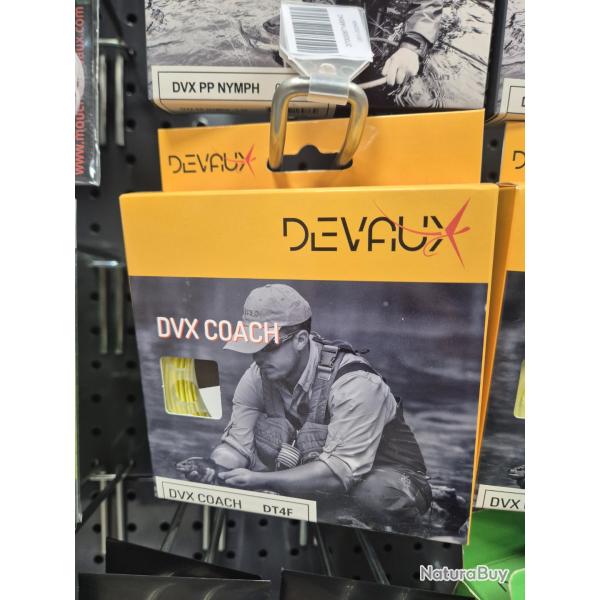 DVX PP NYMPH
DEVAUX
DEVAUX
DVX COACH
DVX COACH DT4F
DVX
NaturaBuy